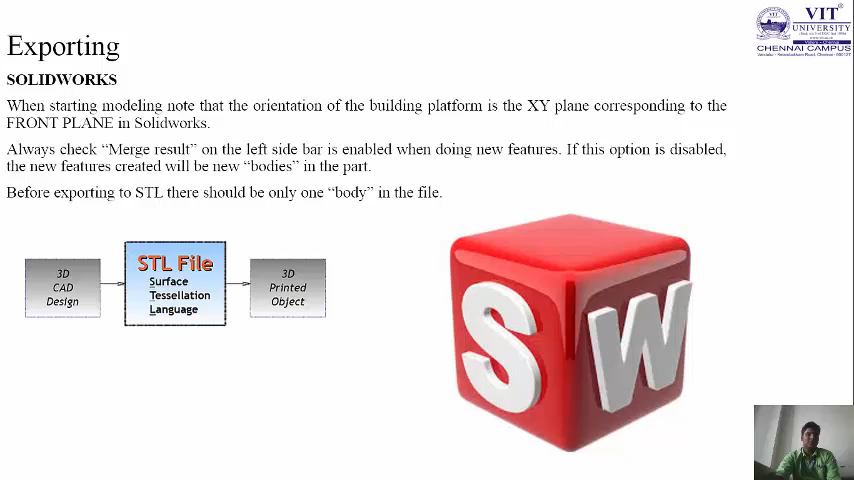 Exporting
VIT
UNIVERSITY
CHENNAI CAMPUS
SOLIDWORKS
When starting modeling note that the orientation of the building platform is the XY plane corresponding to the
FRONT PLANE in Solidworks.
Always check “Merge result” on the left side bar is enabled when doing new features. If this option is disabled,
the new features created will be new “bodies” in the part.
Before exporting to STL there should be only one “body” in the file.
3D
CAD
Design
STL File
Surface
Tessellation
Language
3D
Printed
Object
S
W